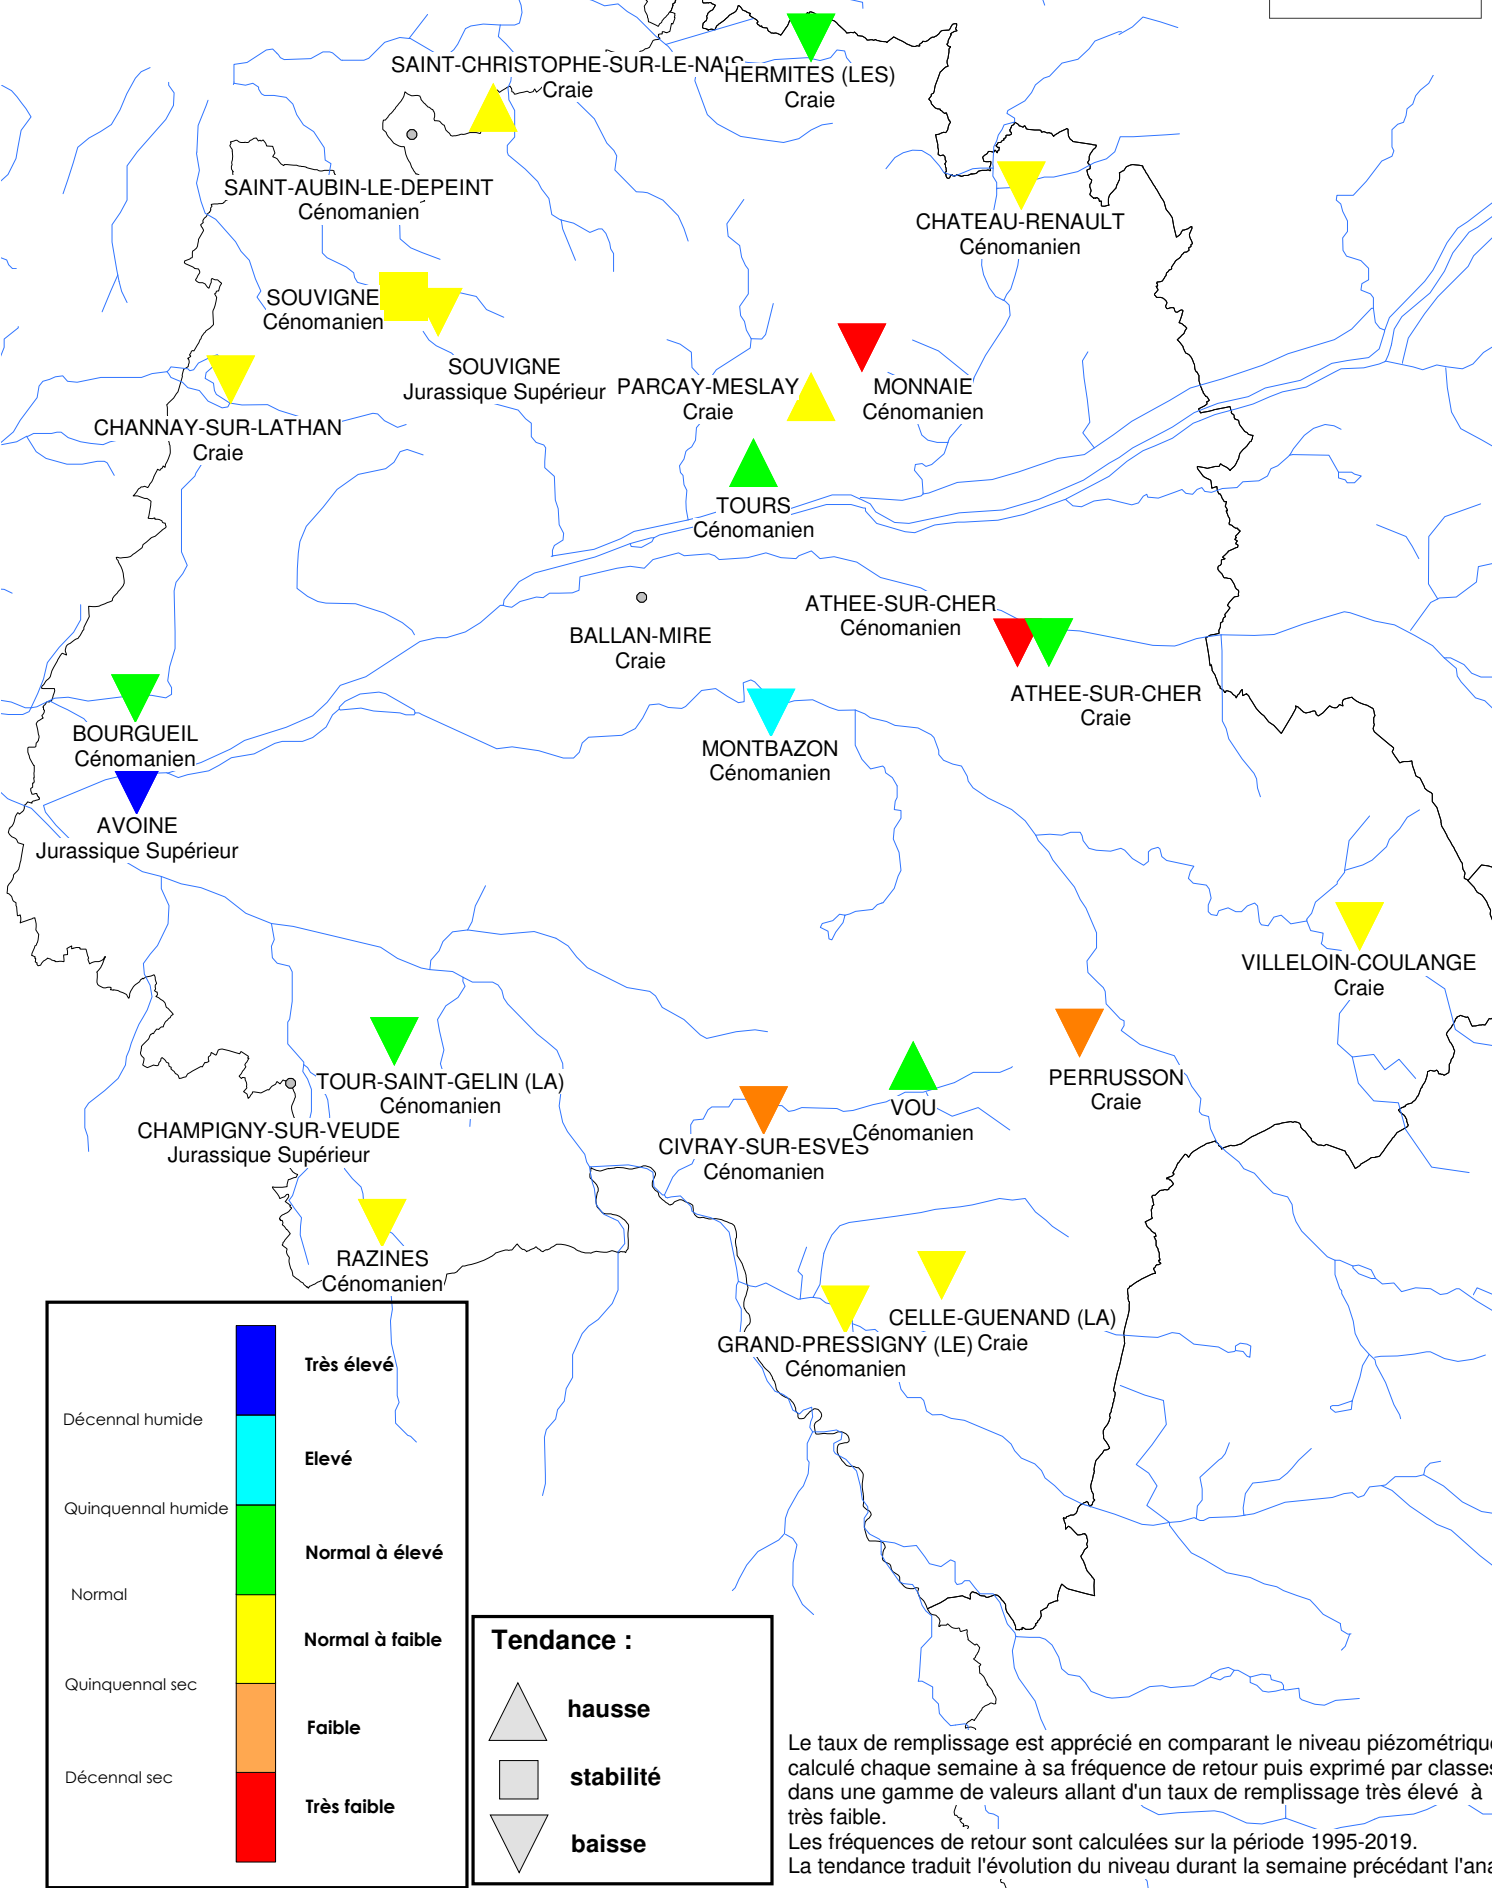 SAINT-CHRISTOPHE-SUR-LE-NAIS
Craie
HERMITES (LES)
Craie
SAINT-AUBIN-LE-DEPEINT
Cénomanien
CHATEAU-RENAULT
Cénomanien
SOUVIGNE
Cénomanien
SOUVIGNE
Jurassique Supérieur
PARCAY-MESLAY
Craie
MONNAIE
Cénomanien
CHANNAY-SUR-LATHAN
Craie
TOURS
Cénomanien
ATHEE-SUR-CHER
Cénomanien
BALLAN-MIRE
Craie
ATHEE-SUR-CHER
Craie
BOURGUEIL
Cénomanien
MONTBAZON
Cénomanien
AVOINE
Jurassique Supérieur
VILLELOIN-COULANGE
Craie
TOUR-SAINT-GELIN (LA)
Cénomanien
PERRUSSON
Craie
VOU
Cénomanien
CHAMPIGNY-SUR-VEUDE
Jurassique Supérieur
CIVRAY-SUR-ESVES
Cénomanien
RAZINES
Cénomanien
CELLE-GUENAND (LA)
Craie
GRAND-PRESSIGNY (LE)
Cénomanien
Très élevé
Décennal humide
Elevé
Quinquennal humide
Normal à élevé
Normal
Normal à faible
Quinquennal sec
Faible
Décennal sec
Très faible
Tendance :
hausse
stabilité
baisse
Le taux de remplissage est apprécié en comparant le niveau piézométrique
calculé chaque semaine à sa fréquence de retour puis exprimé par classes
dans une gamme de valeurs allant d'un taux de remplissage très élevé à
très faible.
Les fréquences de retour sont calculées sur la période 1995-2019.
La tendance traduit l'évolution du niveau durant la semaine précédant l'ana